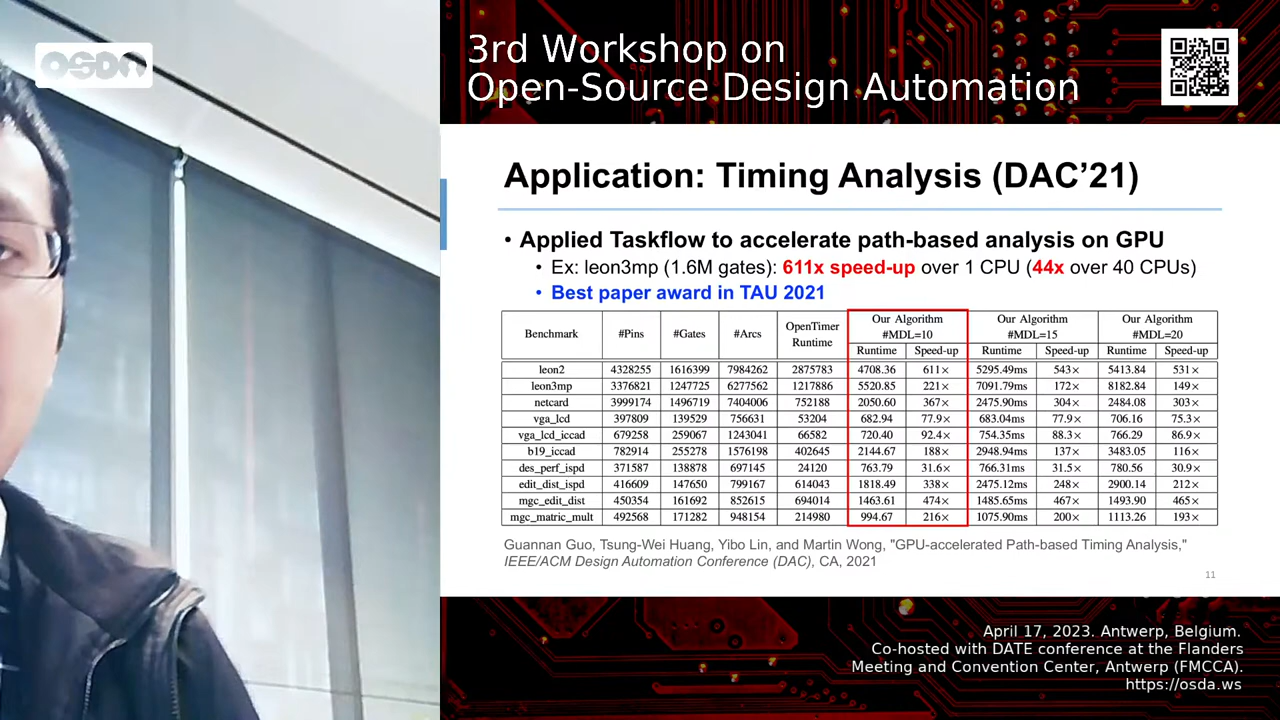 OSDA
3rd Workshop on
Open-Source Design Automation
Application: Timing Analysis (DAC'21)
• Applied Taskflow to accelerate path-based analysis on GPU
• Ex: leon3mp (1.6M gates): 611x speed-up over 1 CPU (44x over 40 CPUs)
• Best paper award in TAU 2021
Benchmark #Pins #Gates #Arcs OpenTimer Runtime Our Algorithm #MDL=10 Our Algorithm #MDL=15 Our Algorithm #MDL=20
Runtime Speed-up Runtime Speed-up Runtime Speed-up
leon2 4328255 1616399 7984262 2875783 4708.36 611× 5295.49ms 543× 5413.84 531×
leon3mp 3376821 1247725 6277562 1217886 5520.85 221× 7091.79ms 172× 8182.84 149×
netcard 3999174 1496719 7404006 752188 2050.60 367× 2475.90ms 304× 2484.08 303×
vga_lcd 397809 139529 756631 53204 682.94 77.9× 683.04ms 77.9× 706.16 75.3×
vga_lcd_iccad 679258 259067 1243041 66582 720.40 92.4× 754.35ms 88.3× 766.29 86.9×
b19_iccad 782914 255278 1576198 402645 2144.67 188× 2948.94ms 137× 3483.05 116×
des_perf_ispd 371587 138878 697145 24120 763.79 31.6× 766.31ms 31.5× 780.56 30.9×
edit_dist_ispd 416609 147650 799167 614043 1818.49 338× 2475.12ms 248× 2900.14 212×
mgc_edit_dist 450354 161692 852615 694014 1463.61 474× 1485.65ms 467× 1493.90 465×
mgc_matric_mult 492568 171282 948154 214980 994.67 216× 1075.90ms 200× 1113.26 193×
Guannan Guo, Tsung-Wei Huang, Yibo Lin, and Martin Wong, "GPU-accelerated Path-based Timing Analysis,"
IEEE/ACM Design Automation Conference (DAC), CA, 2021
11
April 17, 2023. Antwerp, Belgium.
Co-hosted with DATE conference at the Flanders
Meeting and Convention Center, Antwerp (FMCCA).
https://osda.ws